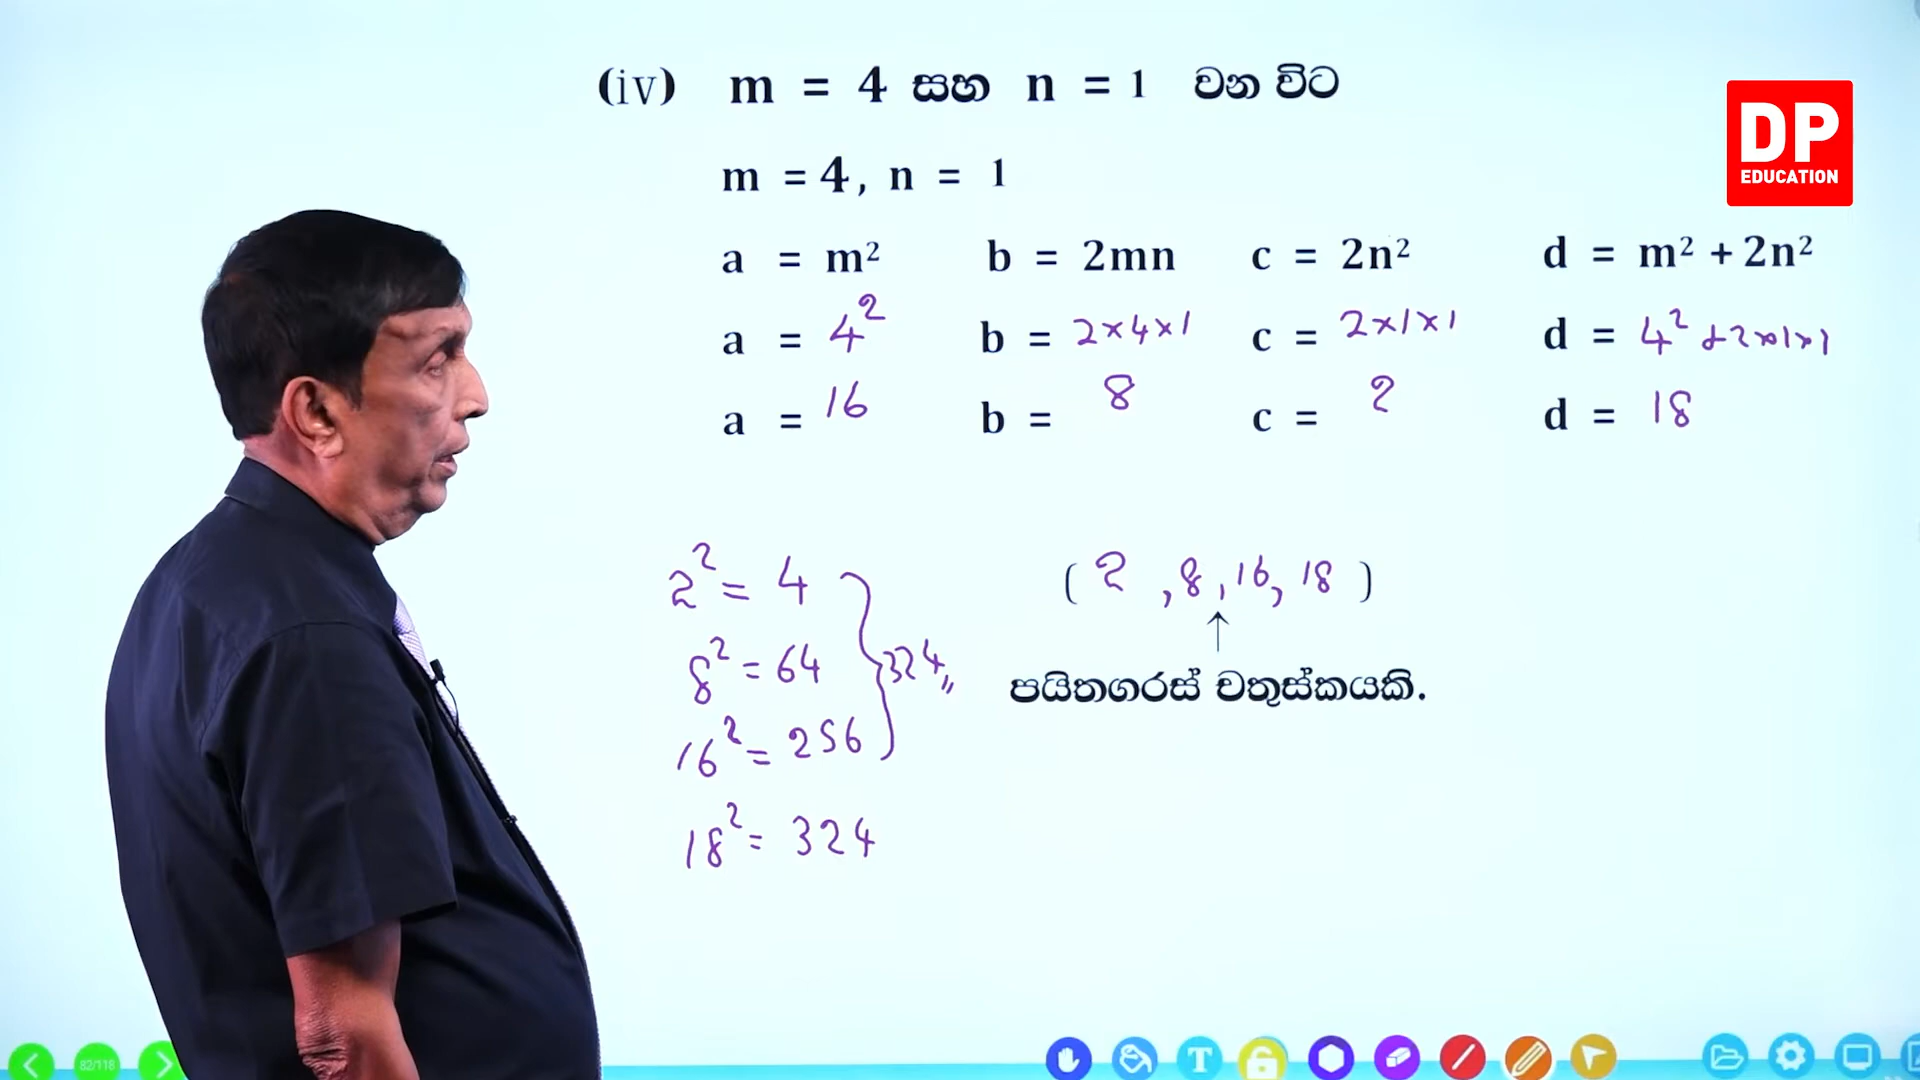 (iv) m = 4 සහ n = 1 වන විට
DP
EDUCATION
m = 4, n = 1
a = m² b = 2mn c = 2n² d = m² + 2n²
a = 4² b = 2×4×1 c = 2×1×1 d = 4² + 2×1×1
a = 16 b = 8 c = 2 d = 18
2² = 4
8² = 64
16² = 256
324
18² = 324
( 2 , 8, 16, 18 )
↑
පයිතගරස් චතුස්කයකි.
82/118
T